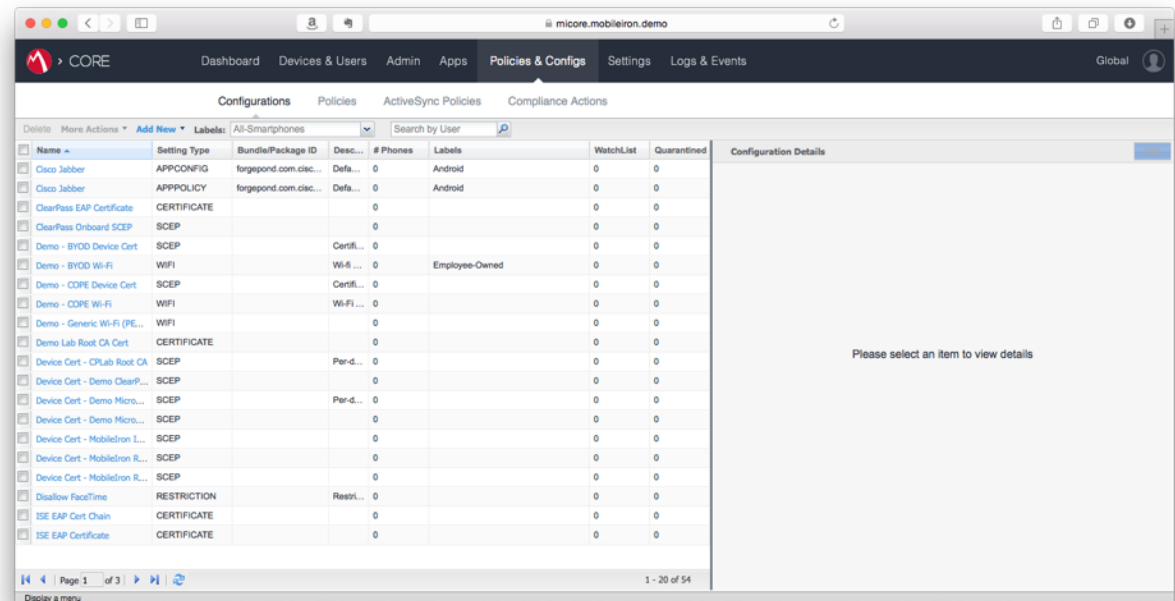 micore.mobileiron.demo
CORE Dashboard Devices & Users Admin Apps Policies & Configs Settings Logs & Events Global
Configurations Policies ActiveSync Policies Compliance Actions
Delete More Actions Add New Labels: All-Smartphones Search by User
Name Setting Type Bundle/Package ID Desc... # Phones Labels WatchList Quarantined Configuration Details
Cisco Jabber APPCONFIG forgepond.com.cisc... Defa... 0 Android 0 0
Cisco Jabber APPPOLICY forgepond.com.cisc... Defa... 0 Android 0 0
ClearPass EAP Certificate CERTIFICATE 0 0 0
ClearPass Onboard SCEP SCEP 0 0 0
Demo - BYOD Device Cert SCEP Certifi... 0 0 0
Demo - BYOD Wi-Fi WIFI Wi-fi ... 0 Employee-Owned 0 0
Demo - COPE Device Cert SCEP Certifi... 0 0 0
Demo - COPE Wi-Fi WIFI Wi-Fi ... 0 0 0
Demo - Generic Wi-Fi (PE... WIFI 0 0 0
Demo Lab Root CA Cert CERTIFICATE 0 0 0
Device Cert - CPLab Root CA SCEP Per-d... 0 0 0
Please select an item to view details
Device Cert - Demo ClearP... SCEP 0 0 0
Device Cert - Demo Micro... SCEP Per-d... 0 0 0
Device Cert - Demo Micro... SCEP 0 0 0
Device Cert - MobileIron I... SCEP 0 0 0
Device Cert - MobileIron R... SCEP 0 0 0
Device Cert - MobileIron R... SCEP 0 0 0
Disallow FaceTime RESTRICTION Restri... 0 0 0
ISE EAP Cert Chain CERTIFICATE 0 0 0
ISE EAP Certificate CERTIFICATE 0 0 0
Page 1 of 3 1 - 20 of 54
Display a menu